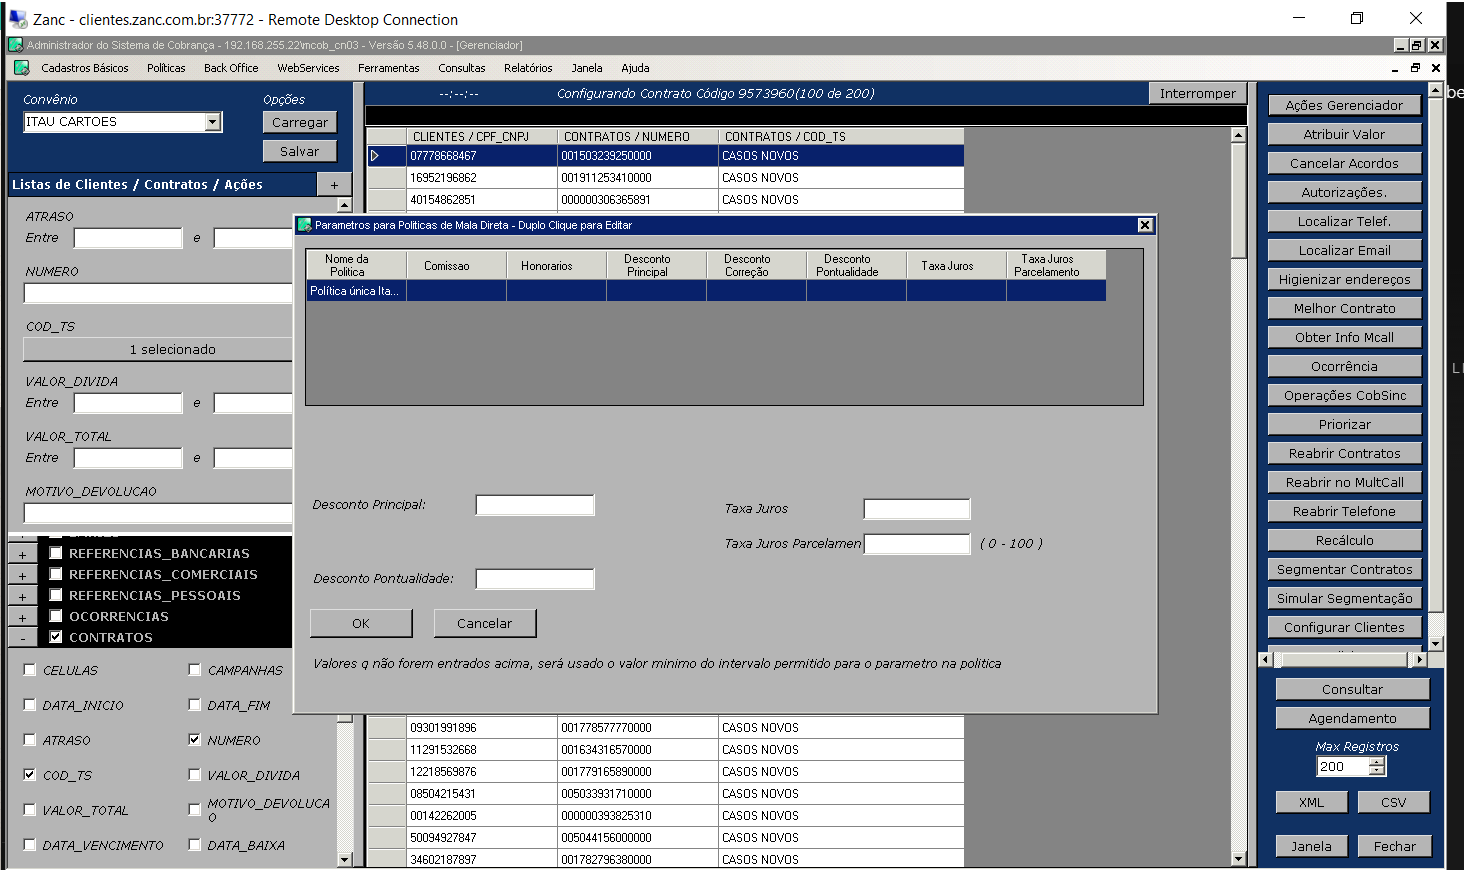 Zanc - clientes.zanc.com.br:37772 - Remote Desktop Connection
Administrador do Sistema de Cobrança - 192.168.255.22\mcob_cn03 - Versão 5.48.0.0 - [Gerenciador]
Cadastros Básicos Políticas Back Office WebServices Ferramentas Consultas Relatórios Janela Ajuda
Convênio
Opções
ITAU CARTOES
Carregar
Salvar
Listas de Clientes / Contratos / Ações +
ATRASO
Entre e
NUMERO
COD_TS
1 selecionado
VALOR_DIVIDA
Entre e
VALOR_TOTAL
Entre e
MOTIVO_DEVOLUCAO
+ REFERENCIAS_BANCARIAS
+ REFERENCIAS_COMERCIAIS
+ REFERENCIAS_PESSOAIS
+ OCORRENCIAS
- CONTRATOS
CELULAS CAMPANHAS
DATA_INICIO DATA_FIM
ATRASO NUMERO
COD_TS VALOR_DIVIDA
VALOR_TOTAL MOTIVO_DEVOLUCA
O
DATA_VENCIMENTO DATA_BAIXA
--:--:-- Configurando Contrato Código 9573960(100 de 200) Interromper
CLIENTES / CPF_CNPJ CONTRATOS / NUMERO CONTRATOS / COD_TS
07778668467 001503239250000 CASOS NOVOS
16952196862 001911253410000 CASOS NOVOS
40154862851 000000306365891 CASOS NOVOS
Parametros para Politicas de Mala Direta - Duplo Clique para Editar
Nome da Politica Comissao Honorarios Desconto Principal Desconto Correção Desconto Pontualidade Taxa Juros Taxa Juros Parcelamento
Política única Ita...
Desconto Principal:
Taxa Juros
Taxa Juros Parcelamen ( 0 - 100 )
Desconto Pontualidade:
OK Cancelar
Valores q não forem entrados acima, será usado o valor minimo do intervalo permitido para o parametro na politica
09301991896 001778577770000 CASOS NOVOS
11291532668 001634316570000 CASOS NOVOS
12218569876 001779165890000 CASOS NOVOS
08504215431 005033931710000 CASOS NOVOS
00142262005 000000393825310 CASOS NOVOS
50094927847 005044156000000 CASOS NOVOS
34602187897 001782796380000 CASOS NOVOS
Ações Gerenciador
Atribuir Valor
Cancelar Acordos
Autorizações.
Localizar Telef.
Localizar Email
Higienizar endereços
Melhor Contrato
Obter Info Mcall
Ocorrência
Operações CobSinc
Priorizar
Reabrir Contratos
Reabrir no MultCall
Reabrir Telefone
Recálculo
Segmentar Contratos
Simular Segmentação
Configurar Clientes
Consultar
Agendamento
Max Registros
200
XML CSV
Janela Fechar
be